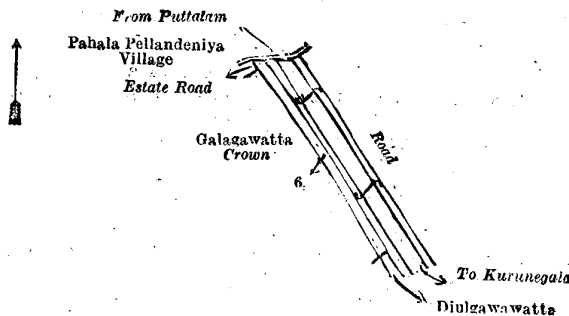 From Puttalam
Pahala Pellandeniya
Village
Estate Road
Galagawatta
Crown
Road
6
To Kurunegala
Diulgawawatta